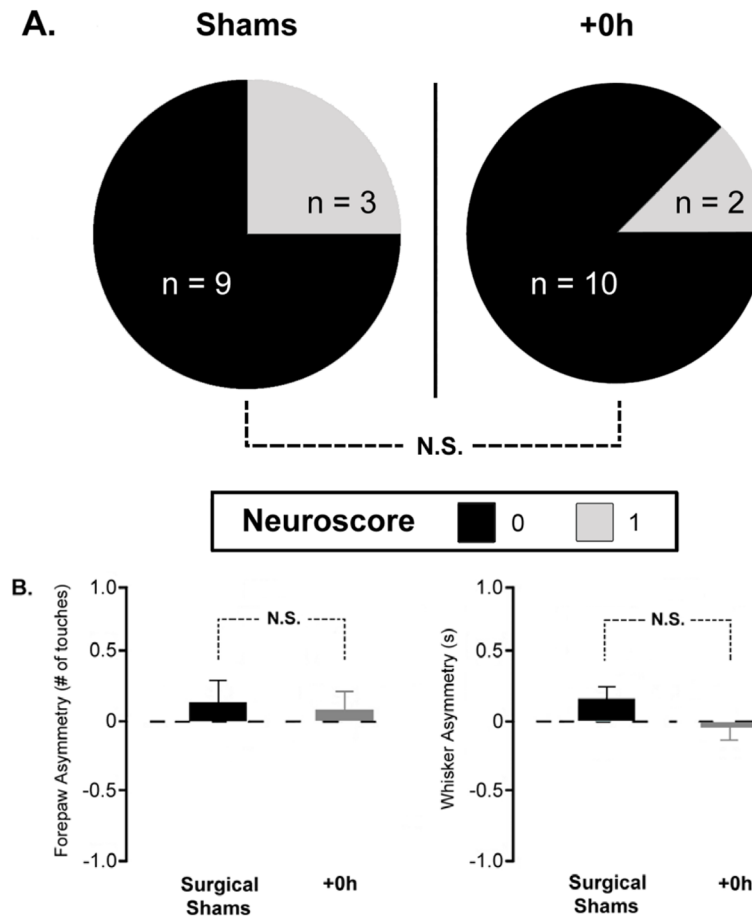 A.
Shams
+0h
n = 3
n = 9
n = 2
n = 10
N.S.
Neuroscore 0 1
B.
Forepaw Asymmetry (# of touches)
1.0
0.5
0
-0.5
-1.0
N.S.
Surgical
Shams
+0h
Whisker Asymmetry (s)
1.0
0.5
0
-0.5
-1.0
N.S.
Surgical
Shams
+0h